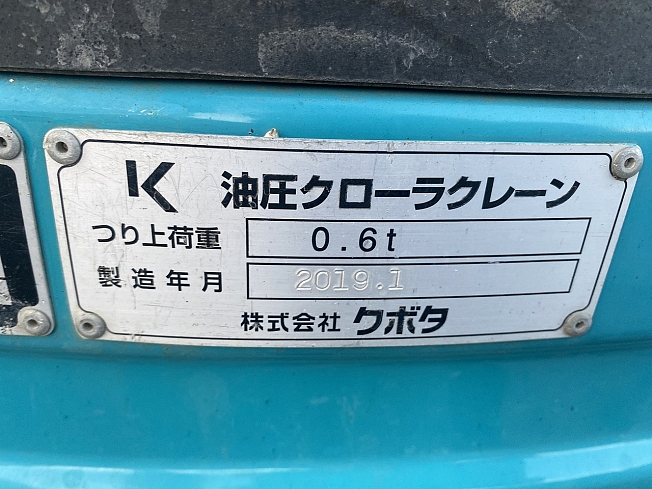 K 油圧クローラクレーン
つり上荷重 0.6t
製造年月 2019.1
株式会社 クボタ